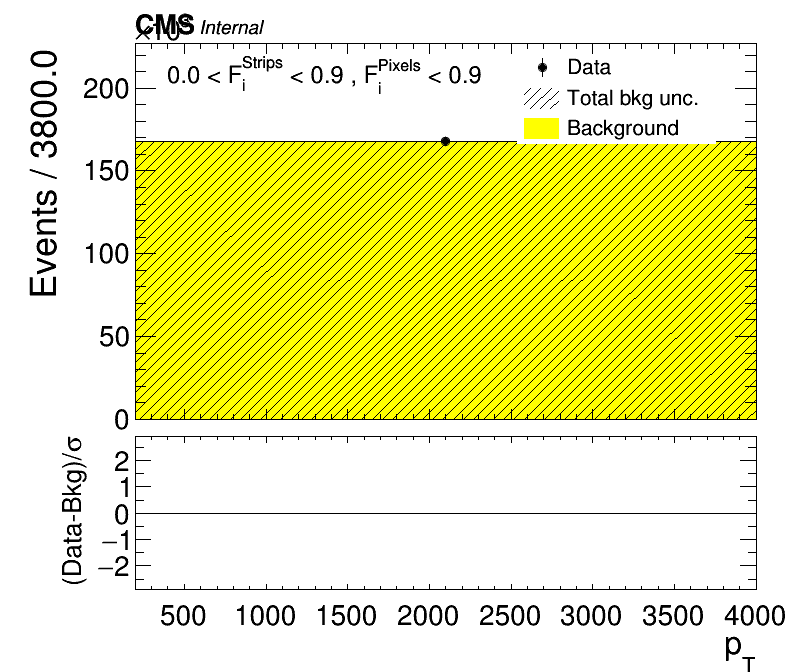 CMS Internal
0.0 < F_i^Strips < 0.9 , F_i^Pixels < 0.9
Data
Total bkg unc.
Background
Events / 3800.0
200
150
100
50
0
(Data-Bkg)/σ
2
1
0
−1
−2
500 1000 1500 2000 2500 3000 3500 4000
p_T